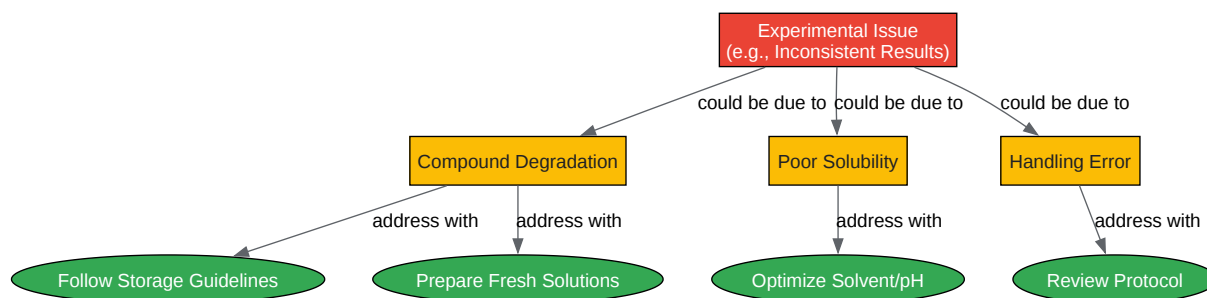 Experimental Issue
(e.g., Inconsistent Results)
could be due to
could be due to
could be due to
Compound Degradation
Poor Solubility
Handling Error
address with
address with
address with
address with
Follow Storage Guidelines
Prepare Fresh Solutions
Optimize Solvent/pH
Review Protocol